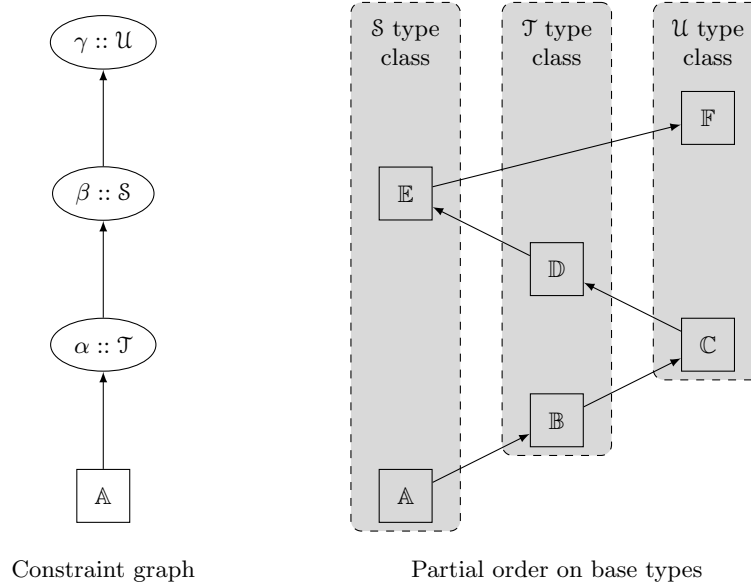 γ :: 𝒰
β :: 𝒮
α :: 𝒯
𝔸
Constraint graph
𝒮 type
class
𝒯 type
class
𝒰 type
class
𝔽
𝔼
𝔻
ℂ
𝔹
𝔸
Partial order on base types